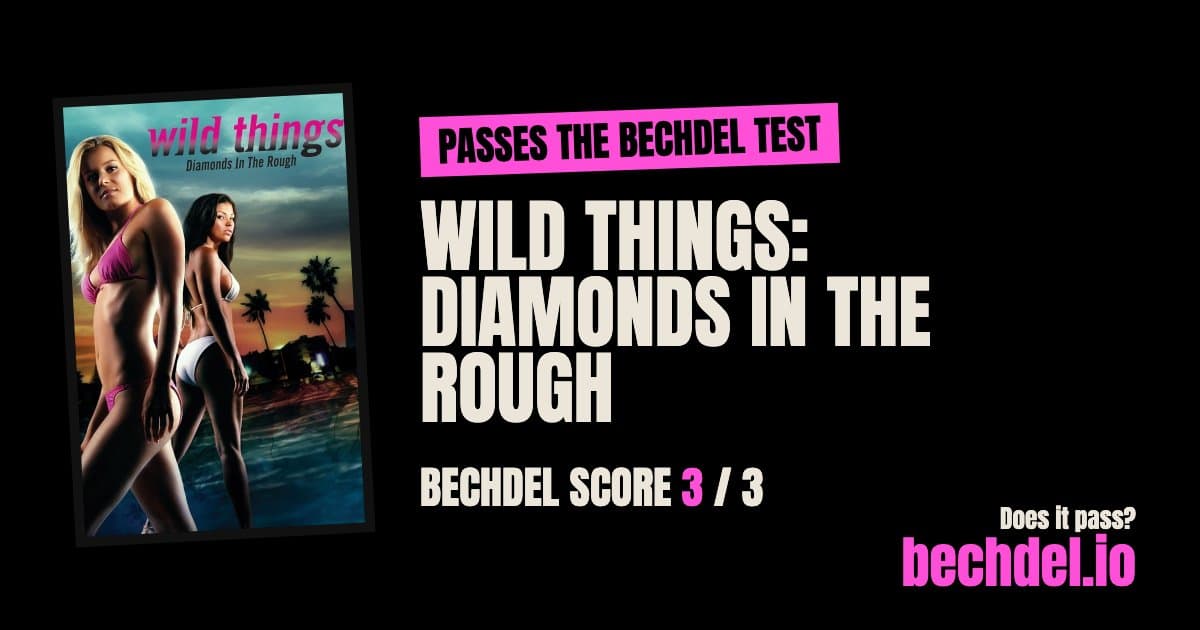 wild things
Diamonds In The Rough
PASSES THE BECHDEL TEST
WILD THINGS:
DIAMONDS IN THE
ROUGH
BECHDEL SCORE 3 / 3
Does it pass?
bechdel.io